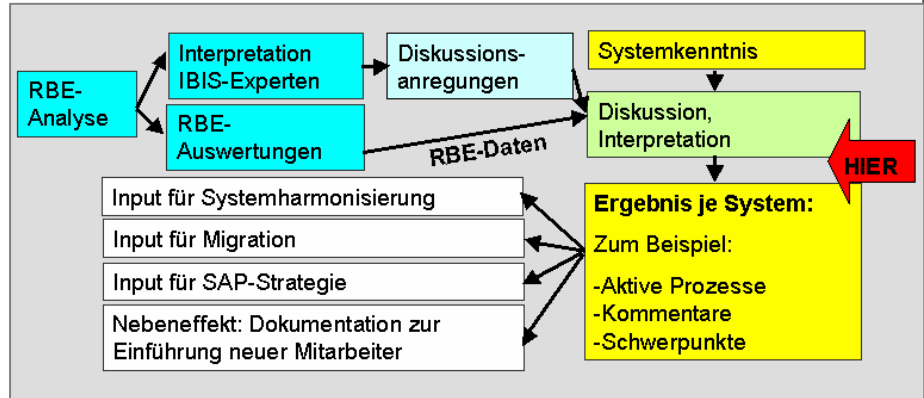 RBE-
Analyse
Interpretation
IBIS-Experten
Diskussions-
anregungen
Systemkenntnis
RBE-
Auswertungen
RBE-Daten
Diskussion,
Interpretation
HIER
Input für Systemharmonisierung
Input für Migration
Input für SAP-Strategie
Nebeneffekt: Dokumentation zur
Einführung neuer Mitarbeiter
Ergebnis je System:
Zum Beispiel:
-Aktive Prozesse
-Kommentare
-Schwerpunkte